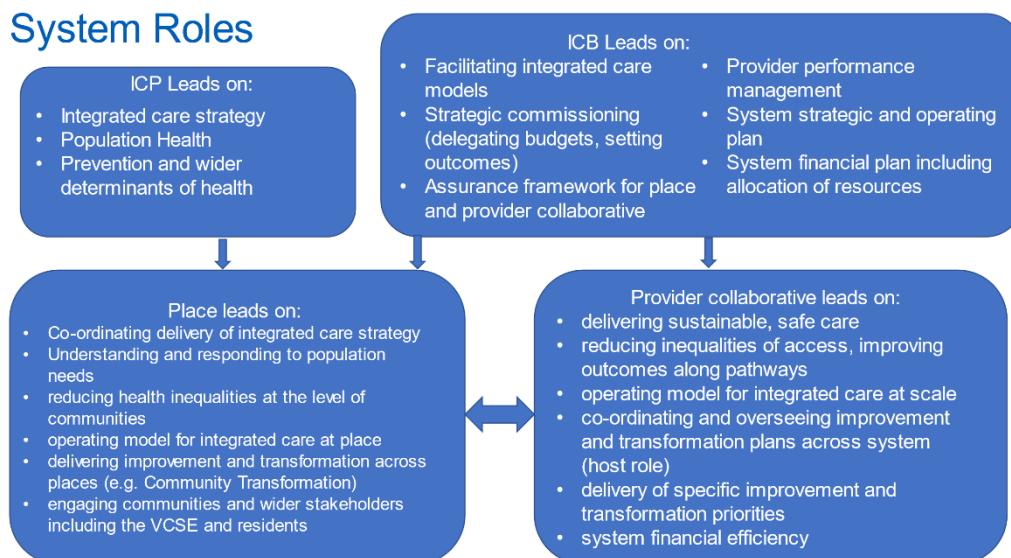 System Roles
ICP Leads on:
• Integrated care strategy
• Population Health
• Prevention and wider
determinants of health
ICB Leads on:
• Facilitating integrated care
models
• Strategic commissioning
(delegating budgets, setting
outcomes)
• Assurance framework for place
and provider collaborative
• Provider performance
management
• System strategic and operating
plan
• System financial plan including
allocation of resources
Place leads on:
• Co-ordinating delivery of integrated care strategy
• Understanding and responding to population
needs
• reducing health inequalities at the level of
communities
• operating model for integrated care at place
• delivering improvement and transformation across
places (e.g. Community Transformation)
• engaging communities and wider stakeholders
including the VCSE and residents
Provider collaborative leads on:
• delivering sustainable, safe care
• reducing inequalities of access, improving
outcomes along pathways
• operating model for integrated care at scale
• co-ordinating and overseeing improvement
and transformation plans across system
(host role)
• delivery of specific improvement and
transformation priorities
• system financial efficiency